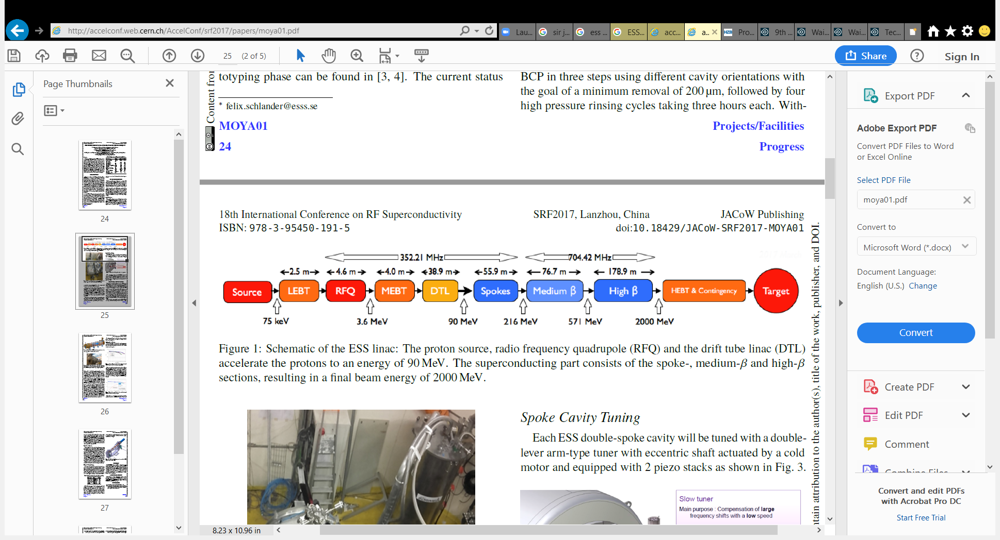 http://accelconf.web.cern.ch/AccelConf/srf2017/papers/moya01.pdf
Lau...
sir j...
ess ...
ESS...
acc...
a..
HZB Pro...
9th ...
Wai...
Wai...
Tec...
25 (2 of 5)
Share
Sign In
Page Thumbnails
24
25
26
27
Content from
totyping phase can be found in [3, 4]. The current status
* felix.schlander@esss.se
MOYA01
24
BCP in three steps using different cavity orientations with
the goal of a minimum removal of 200 μm, followed by four
high pressure rinsing cycles taking three hours each. With-
Projects/Facilities
Progress
18th International Conference on RF Superconductivity
SRF2017, Lanzhou, China
JACoW Publishing
ISBN: 978-3-95450-191-5
doi:10.18429/JACoW-SRF2017-MOYA01
352.21 MHz
704.42 MHz
2.5 m
4.6 m
4.0 m
38.9 m
55.9 m
76.7 m
178.9 m
Source
LEBT
RFQ
MEBT
DTL
Spokes
Medium β
High β
HEBT & Contingency
Target
75 keV
3.6 MeV
90 MeV
216 MeV
571 MeV
2000 MeV
Figure 1: Schematic of the ESS linac: The proton source, radio frequency quadrupole (RFQ) and the drift tube linac (DTL)
accelerate the protons to an energy of 90 MeV. The superconducting part consists of the spoke-, medium-β and high-β
sections, resulting in a final beam energy of 2000 MeV.
Spoke Cavity Tuning
Each ESS double-spoke cavity will be tuned with a double-
lever arm-type tuner with eccentric shaft actuated by a cold
motor and equipped with 2 piezo stacks as shown in Fig. 3.
Slow tuner
Main purpose : Compensation of large
frequency shifts with a low speed
ntain attribution to the author(s), title of the work, publisher, and DOI.
8.23 x 10.96 in
Export PDF
Adobe Export PDF
Convert PDF Files to Word
or Excel Online
Select PDF File
moya01.pdf
Convert to
Microsoft Word (*.docx)
Document Language:
English (U.S.) Change
Convert
Create PDF
Edit PDF
Comment
Combine Files
Convert and edit PDFs
with Acrobat Pro DC
Start Free Trial